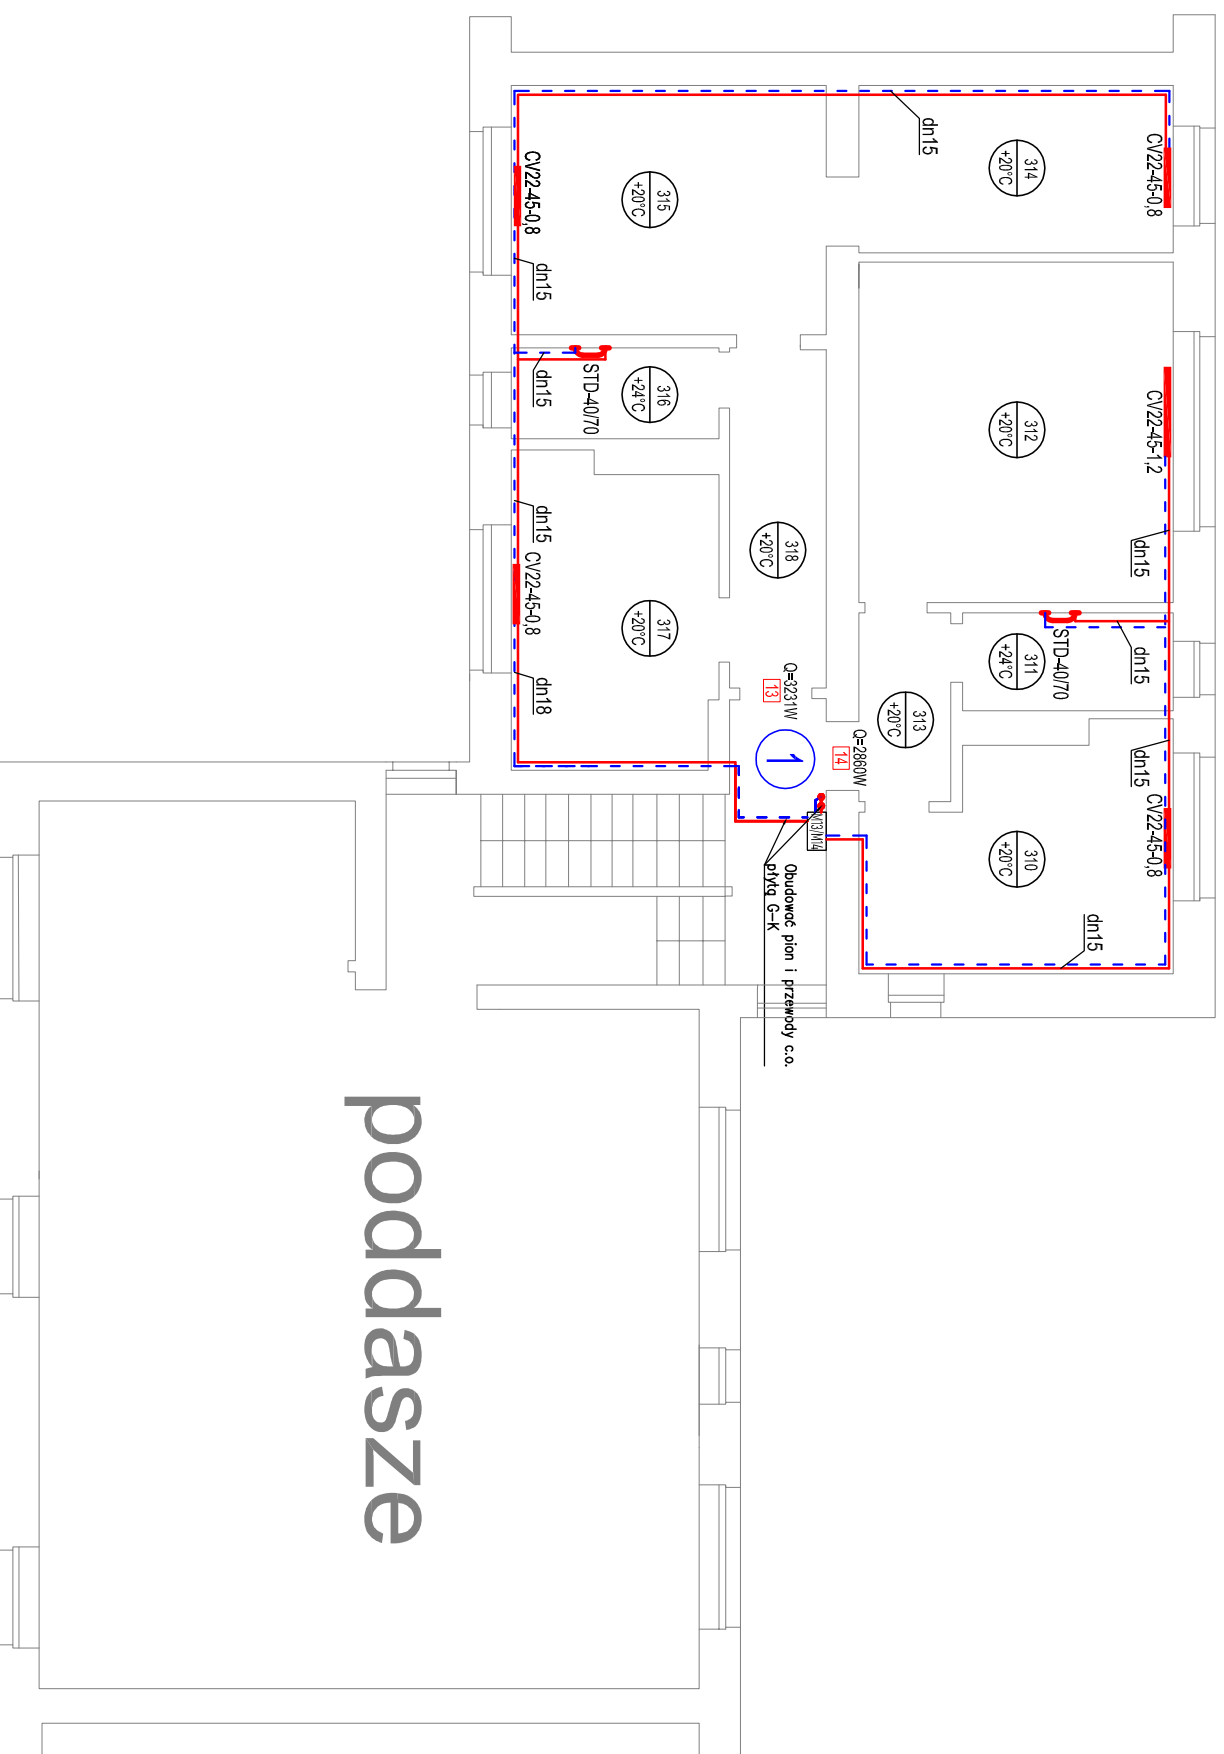 CV22-45-0,8
314
+20°C
dn15
315
+20°C
CV22-45-0,8
dn15
CV22-45-1,2
312
+20°C
dn15
316
+24°C
STD-40/70
dn15
318
+20°C
dn15
CV22-45-0,8
317
+20°C
dn18
STD-40/70
311
+24°C
dn15
313
+20°C
Q=3231W
13
Q=2860W
14
1
dn15
CV22-45-0,8
310
+20°C
M13/M14
dn15
Obudować pion i przewody c.o.
płytą G-K
poddasze